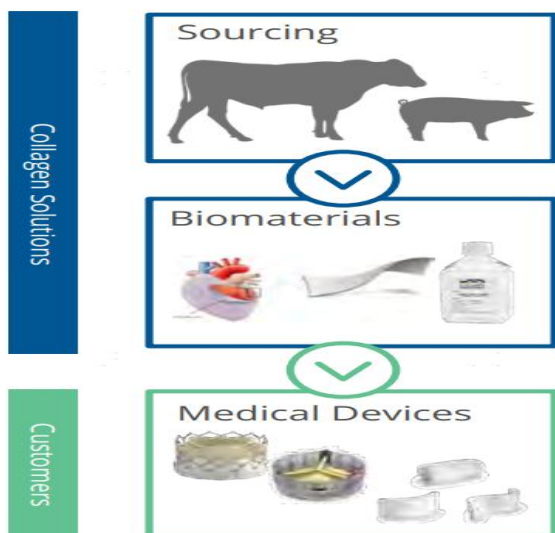 Sourcing
Collagen Solutions
Biomaterials
Medical Devices
Customers